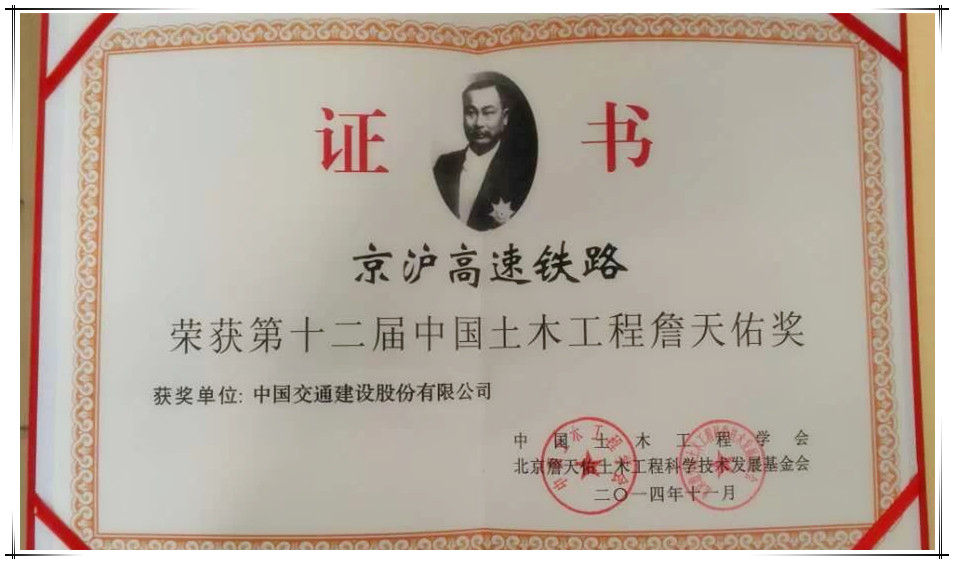 证 书
京沪高速铁路
荣获第十二届中国土木工程詹天佑奖
获奖单位: 中国交通建设股份有限公司
中国土木工程学会
北京詹天佑土木工程科学技术发展基金会
二〇一四年十一月